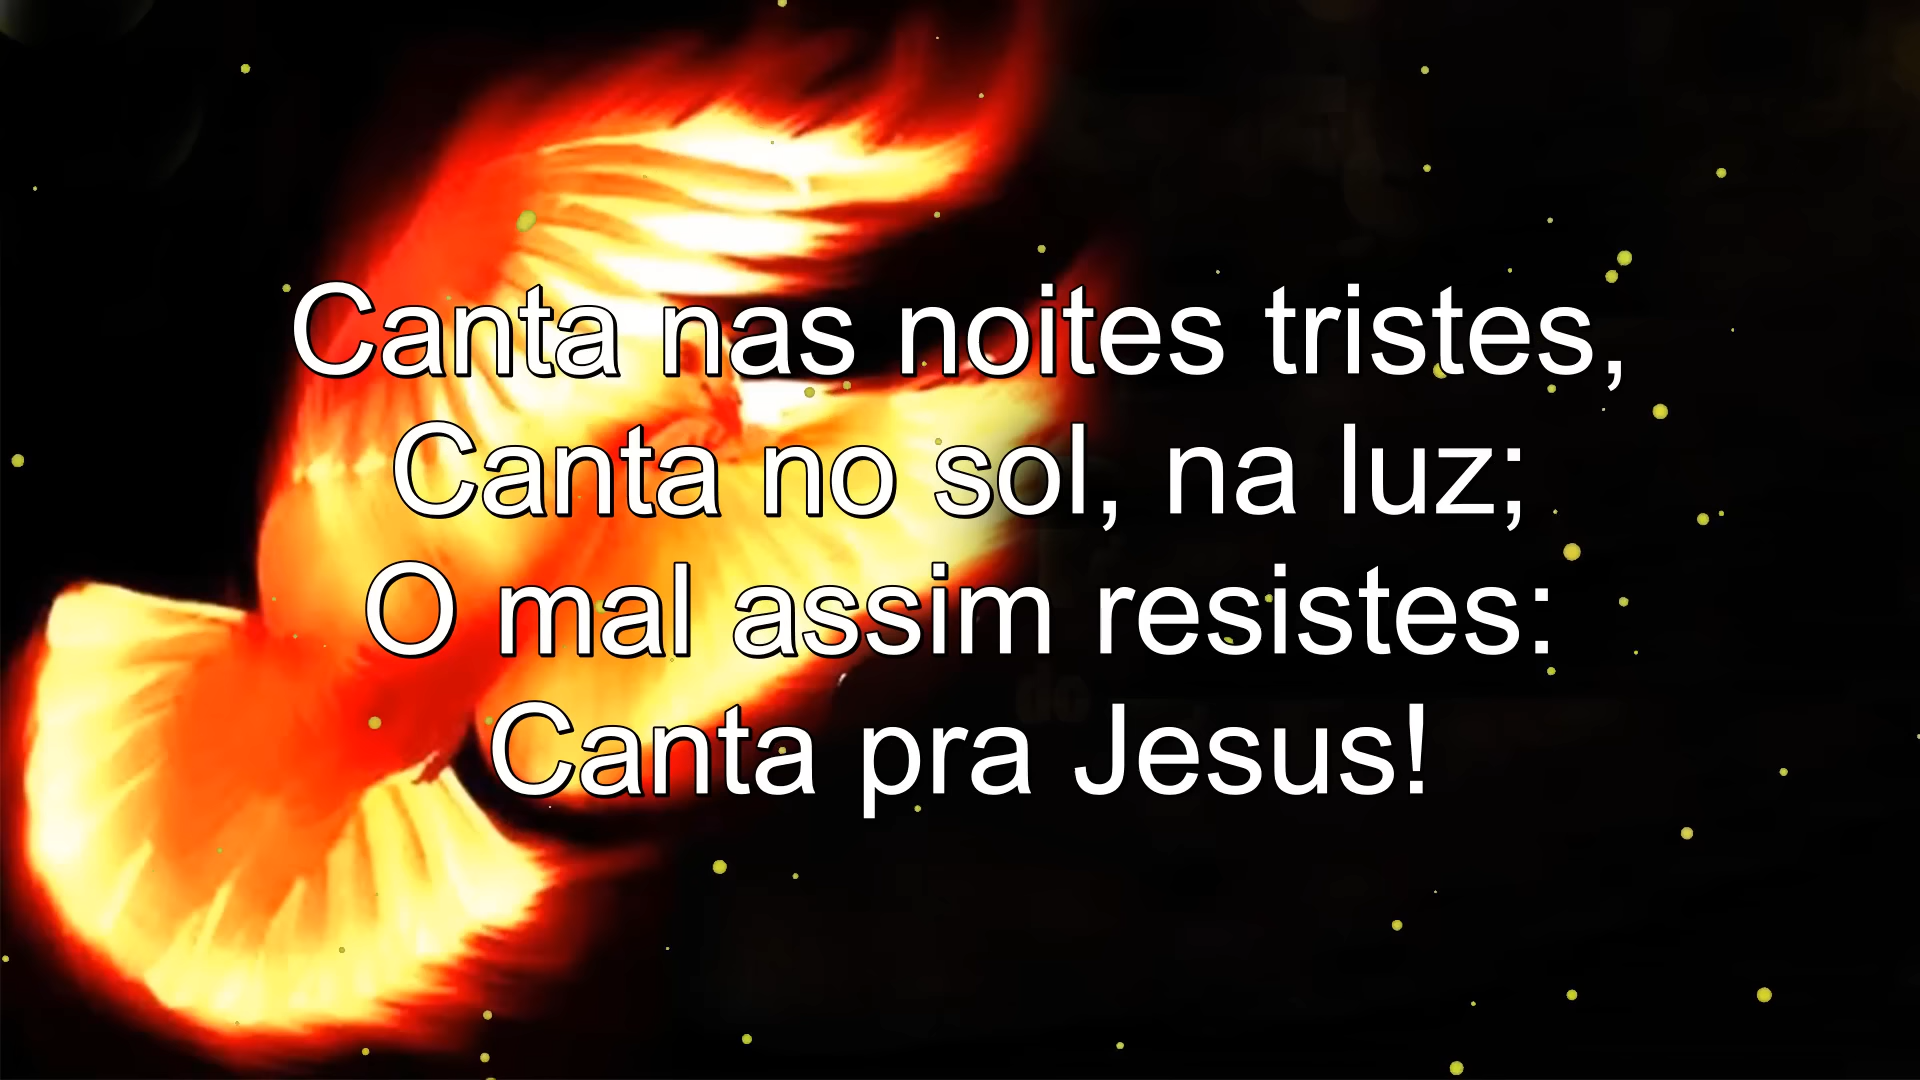 Canta nas noites tristes,
Canta no sol, na luz;
O mal assim resistes:
Canta pra Jesus!